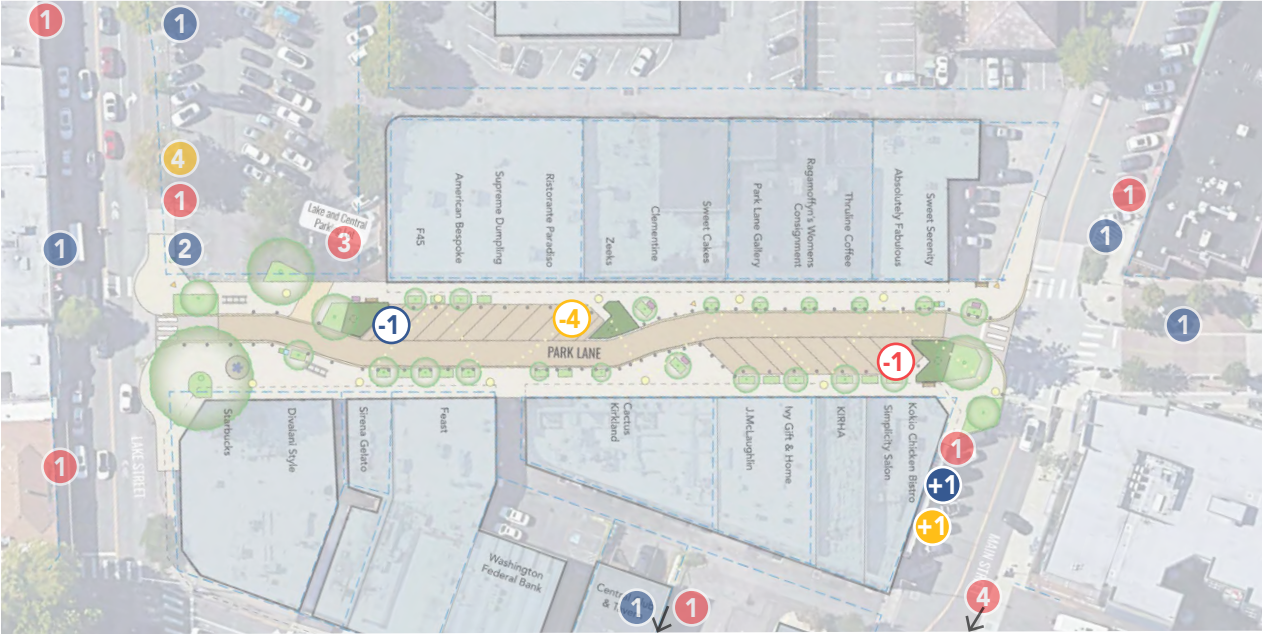 1
1
4
1
2
1
Lake and Central
3
F45
American Bespoke
Supreme Dumpling
Ristorante Paradiso
Zeeks
Clementine
Sweet Cakes
Park Lane Gallery
Ragamoffyn's Womens
Consignment
Thruline Coffee
Absolutely Fabulous
Sweet Serenity
1
1
1
-1
-4
-1
PARK LANE
Starbucks
Divalani Style
Sirena Gelato
Feast
Cactus
Kirkland
J.McLaughlin
Ivy Gift & Home
KIRHA
Simplicity Salon
Kokio Chicken Bistro
1
LAKE STREET
1
+1
+1
MAIN
Washington
Federal Bank
1
1
4